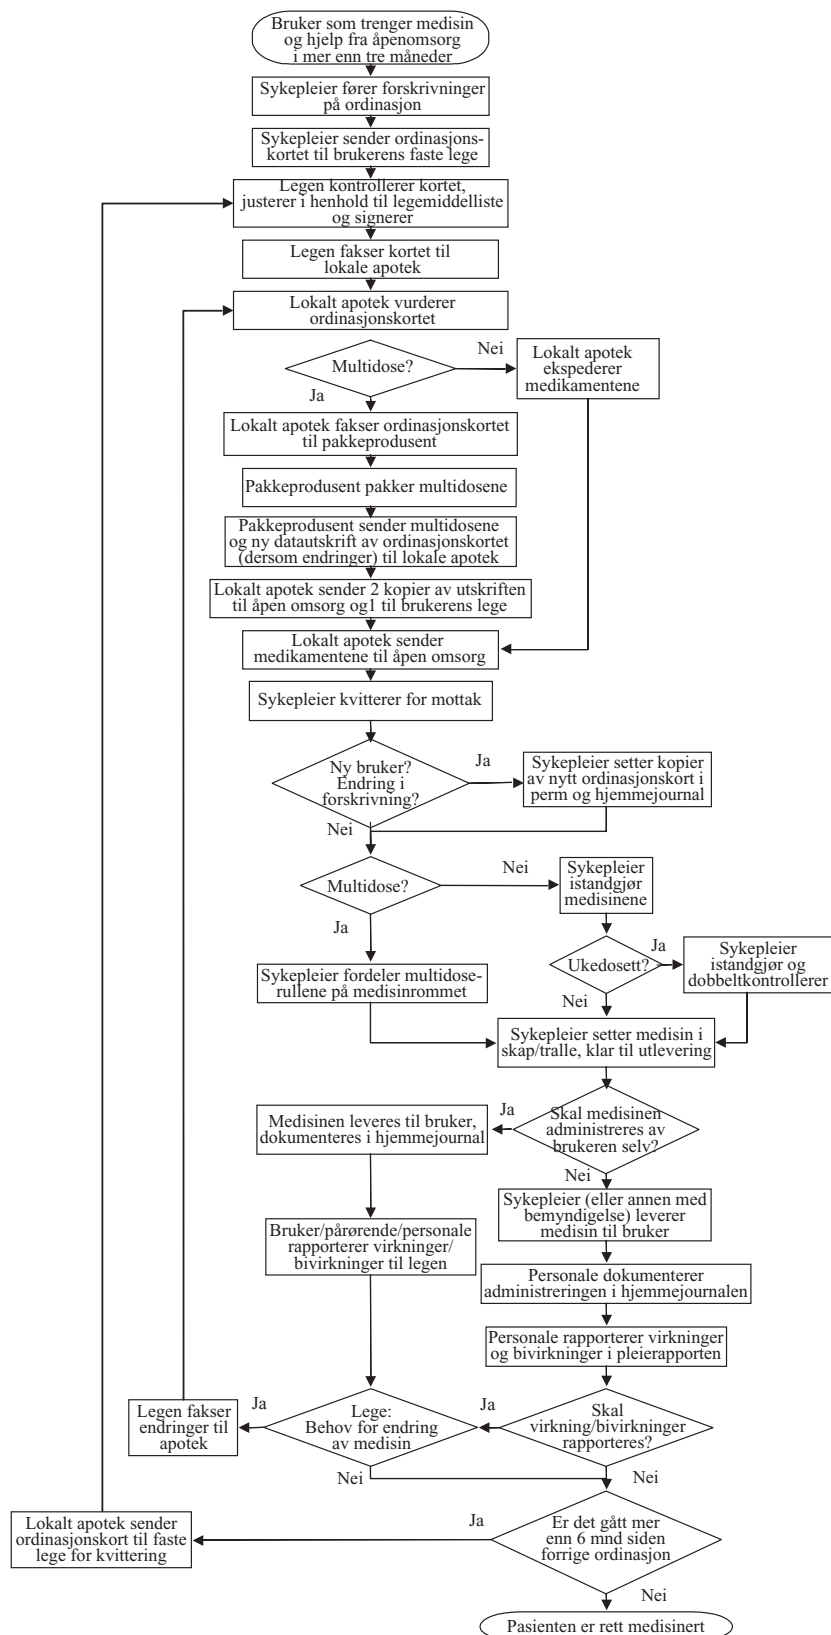 Bruker som trenger medisin
og hjelp fra åpenomsorg
i mer enn tre måneder
Sykepleier fører forskrivninger
på ordinasjon
Sykepleier sender ordinasjons-
kortet til brukerens faste lege
Legen kontrollerer kortet,
justerer i henhold til legemiddelliste
og signerer
Legen fakser kortet til
lokale apotek
Lokalt apotek vurderer
ordinasjonskortet
Multidose?
Nei
Lokalt apotek
ekspederer
medikamentene
Ja
Lokalt apotek fakser ordinasjonskortet
til pakkeprodusent
Pakkeprodusent pakker multidosene
Pakkeprodusent sender multidosene
og ny datautskrift av ordinasjonskortet
(dersom endringer) til lokale apotek
Lokalt apotek sender 2 kopier av utskriften
til åpen omsorg og1 til brukerens lege
Lokalt apotek sender
medikamentene til åpen omsorg
Sykepleier kvitterer for mottak
Ny bruker?
Endring i
forskrivning?
Ja
Sykepleier setter kopier
av nytt ordinasjonskort i
perm og hjemmejournal
Nei
Multidose?
Nei
Sykepleier
istandgjør
medisinene
Ja
Ukedosett?
Ja
Sykepleier
istandgjør og
dobbeltkontrollerer
Sykepleier fordeler multidose-
rullene på medisinrommet
Nei
Sykepleier setter medisin i
skap/tralle, klar til utlevering
Skal medisinen
administreres av
brukeren selv?
Ja
Medisinen leveres til bruker,
dokumenteres i hjemmejournal
Nei
Sykepleier (eller annen med
bemyndigelse) leverer
medisin til bruker
Bruker/pårørende/personale
rapporterer virkninger/
bivirkninger til legen
Personale dokumenterer
administreringen i hjemmejournalen
Personale rapporterer virkninger
og bivirkninger i pleierapporten
Skal
virkning/bivirkninger
rapporteres?
Ja
Lege:
Behov for endring
av medisin
Ja
Legen fakser
endringer til
apotek
Nei
Nei
Er det gått mer
enn 6 mnd siden
forrige ordinasjon
Ja
Lokalt apotek sender
ordinasjonskort til faste
lege for kvittering
Nei
Pasienten er rett medisinert